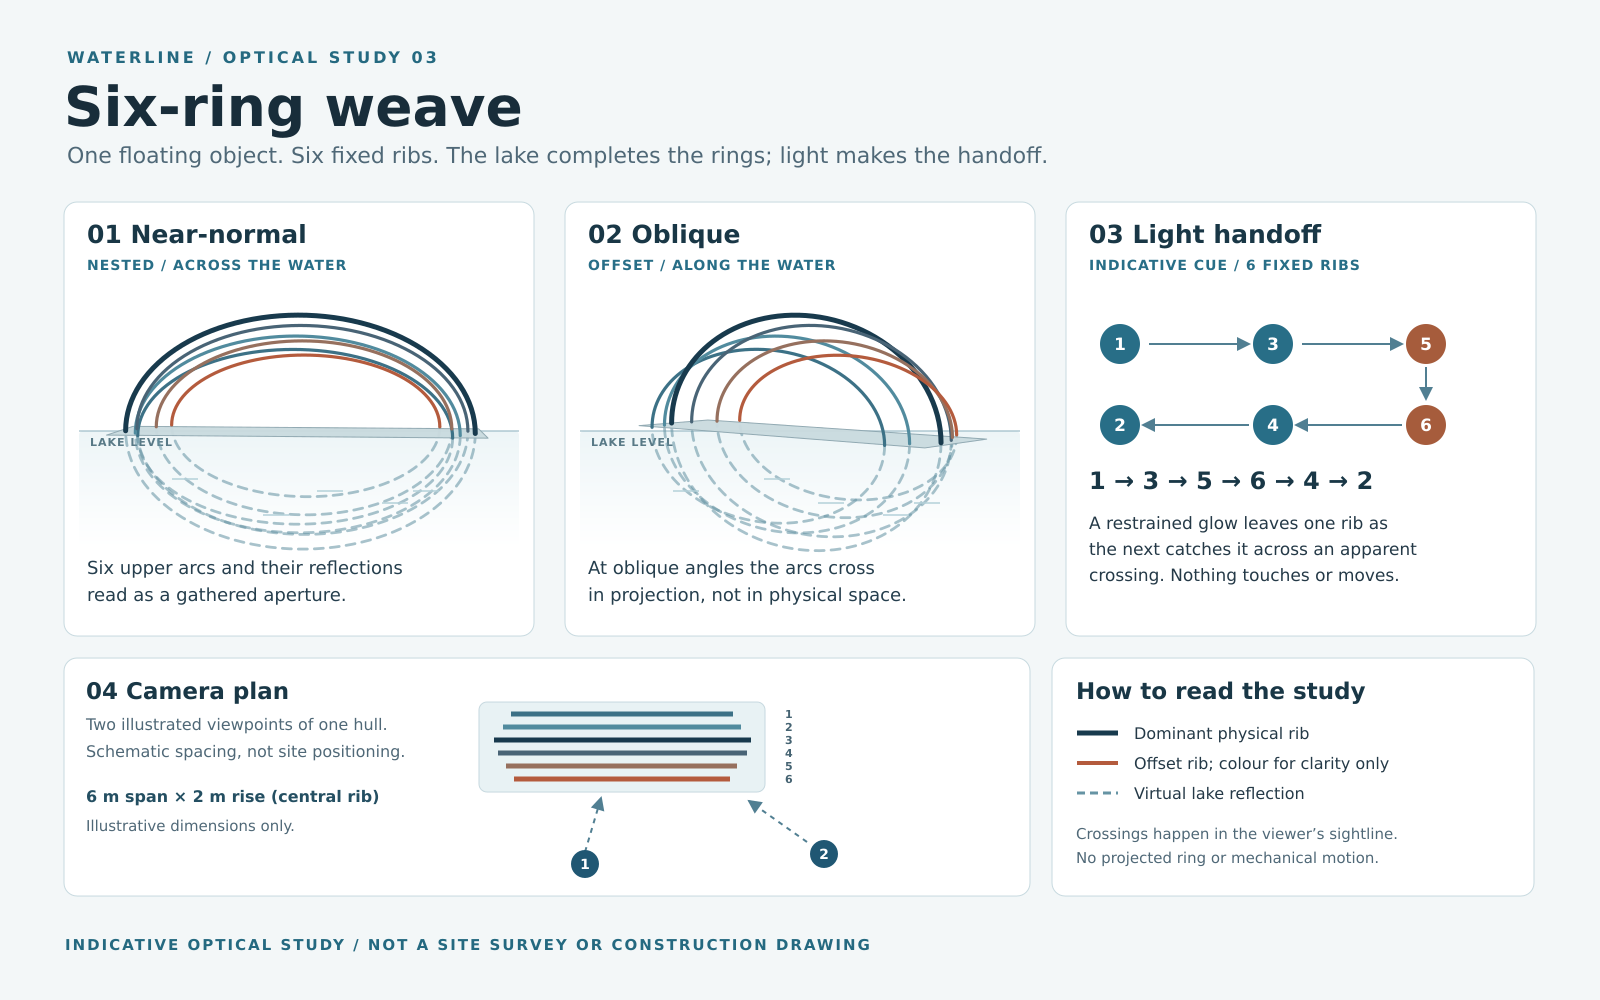 WATERLINE / OPTICAL STUDY 03
Six-ring weave
One floating object. Six fixed ribs. The lake completes the rings; light makes the handoff.
01 Near-normal
NESTED / ACROSS THE WATER
LAKE LEVEL
Six upper arcs and their reflections
read as a gathered aperture.
02 Oblique
OFFSET / ALONG THE WATER
LAKE LEVEL
At oblique angles the arcs cross
in projection, not in physical space.
03 Light handoff
INDICATIVE CUE / 6 FIXED RIBS
1 3 5
2 4 6
1 → 3 → 5 → 6 → 4 → 2
A restrained glow leaves one rib as
the next catches it across an apparent
crossing. Nothing touches or moves.
04 Camera plan
Two illustrated viewpoints of one hull.
Schematic spacing, not site positioning.
6 m span × 2 m rise (central rib)
Illustrative dimensions only.
1
2
3
4
5
6
1
2
How to read the study
Dominant physical rib
Offset rib; colour for clarity only
Virtual lake reflection
Crossings happen in the viewer’s sightline.
No projected ring or mechanical motion.
INDICATIVE OPTICAL STUDY / NOT A SITE SURVEY OR CONSTRUCTION DRAWING